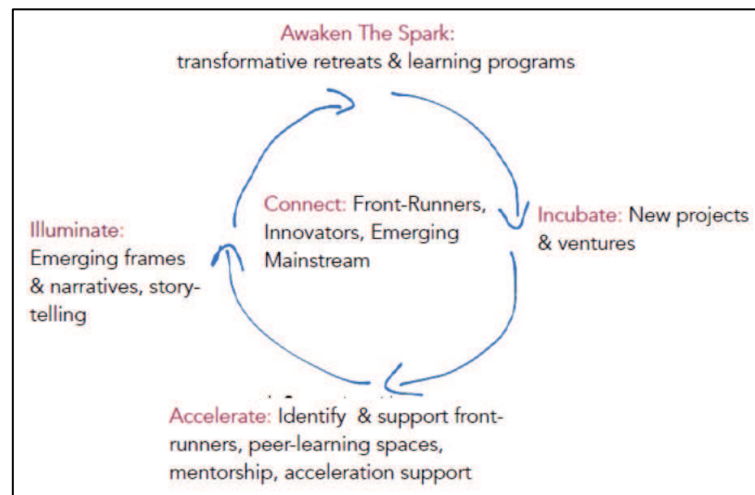 Awaken The Spark:
transformative retreats & learning programs
Connect: Front-Runners,
Innovators, Emerging
Mainstream
Incubate: New projects
& ventures
Illuminate:
Emerging frames
& narratives, story-
telling
Accelerate: Identify & support front-
runners, peer-learning spaces,
mentorship, acceleration support